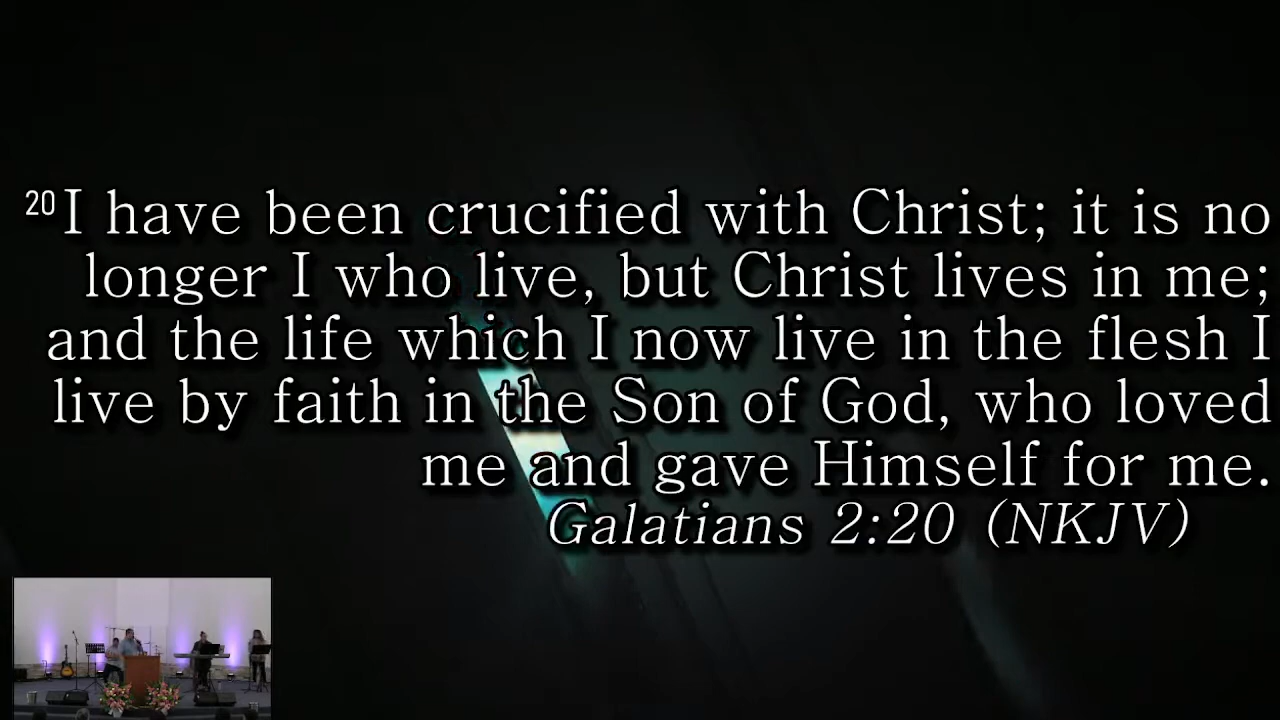 20 I have been crucified with Christ; it is no
longer I who live, but Christ lives in me;
and the life which I now live in the flesh I
live by faith in the Son of God, who loved
me and gave Himself for me.
Galatians 2:20 (NKJV)